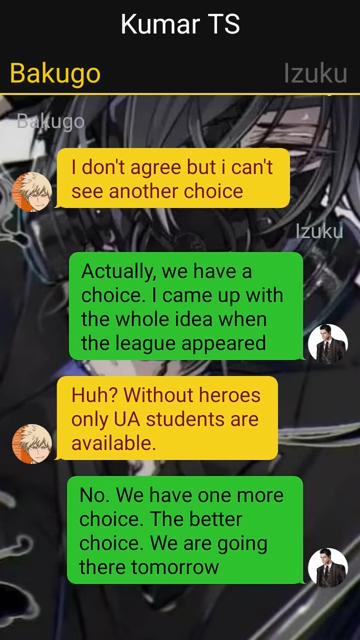 Kumar TS
Bakugo Izuku
Bakugo
I don't agree but i can't
see another choice
Izuku
Actually, we have a
choice. I came up with
the whole idea when
the league appeared
Huh? Without heroes
only UA students are
available.
No. We have one more
choice. The better
choice. We are going
there tomorrow